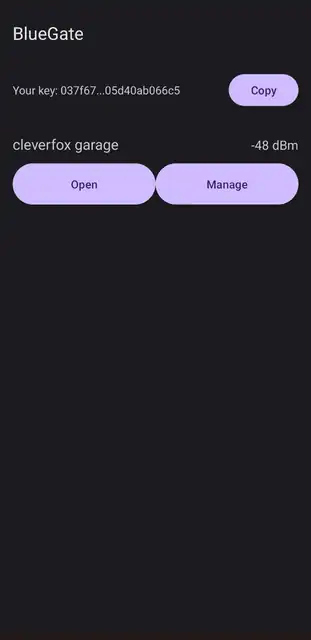 BlueGate
Your key: 037f67...05d40ab066c5
Copy
cleverfox garage
-48 dBm
Open
Manage